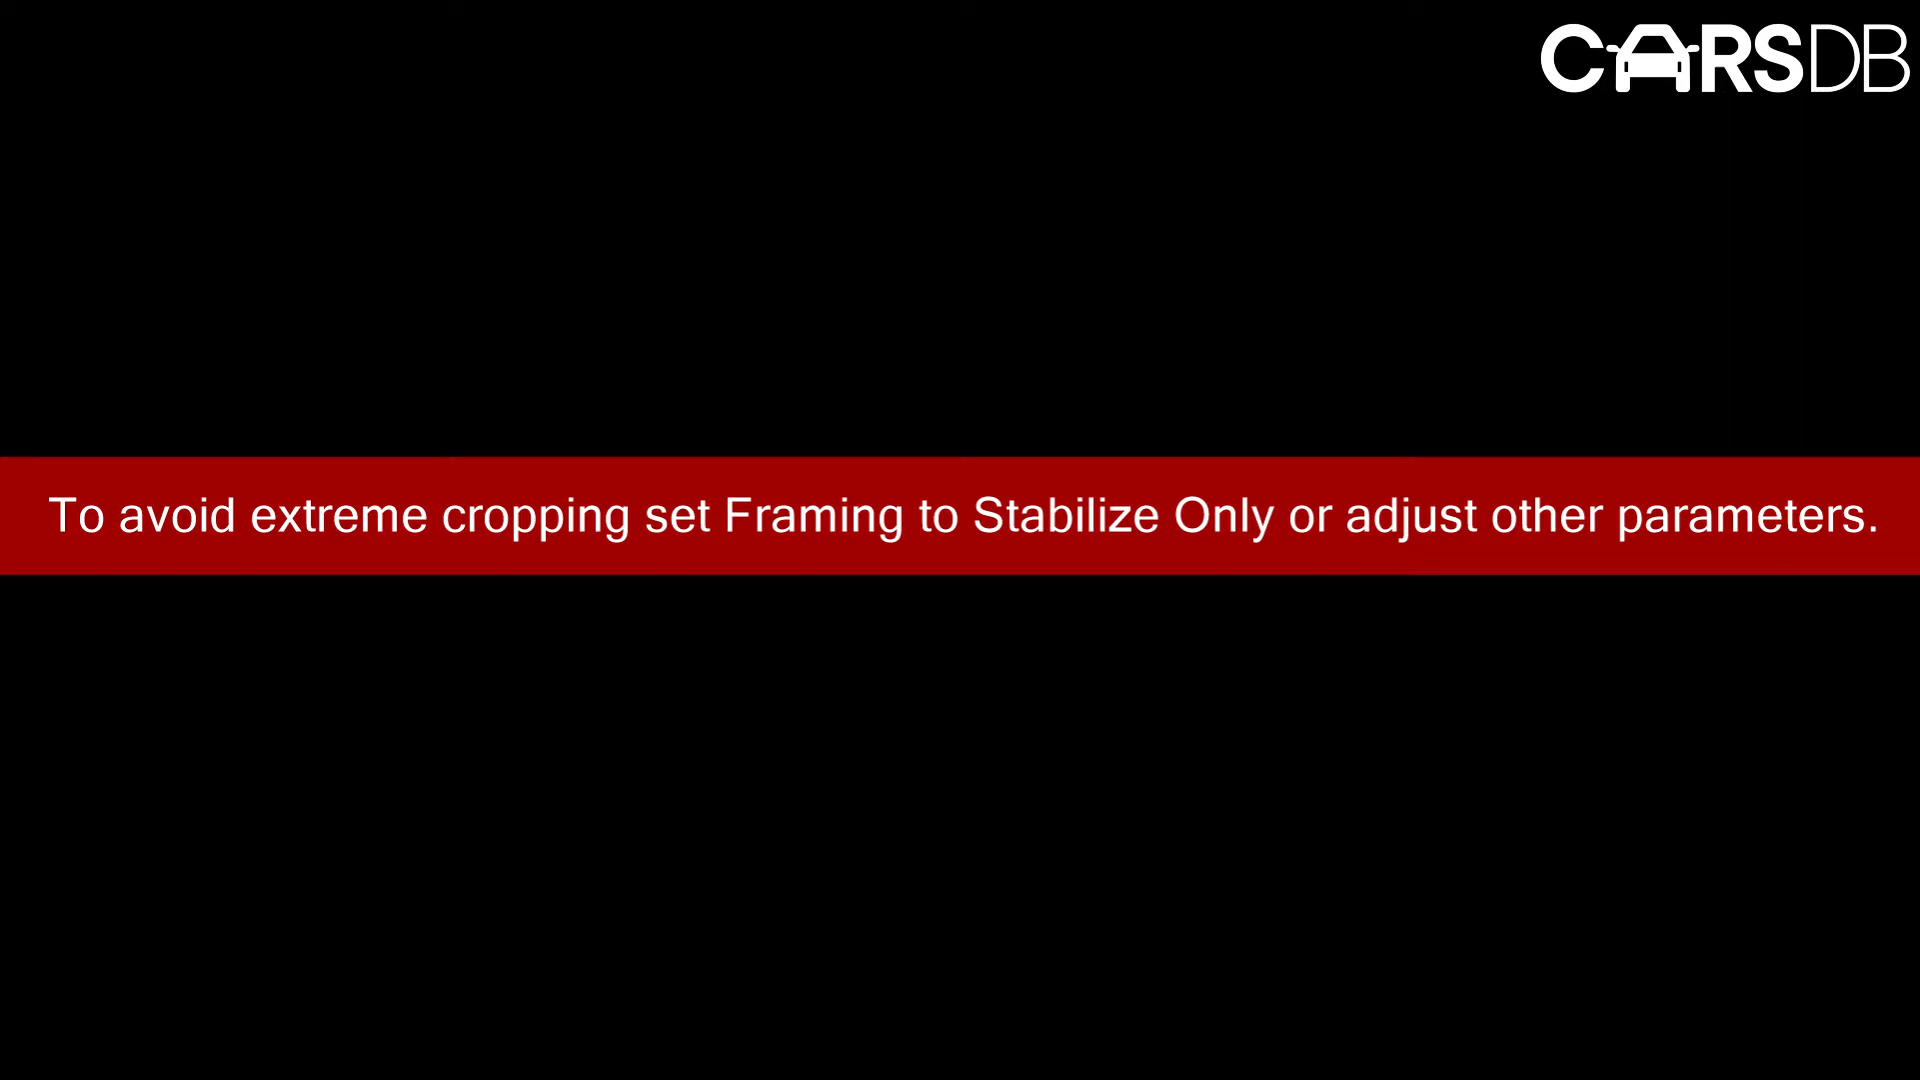 CARSDB
To avoid extreme cropping set Framing to Stabilize Only or adjust other parameters.